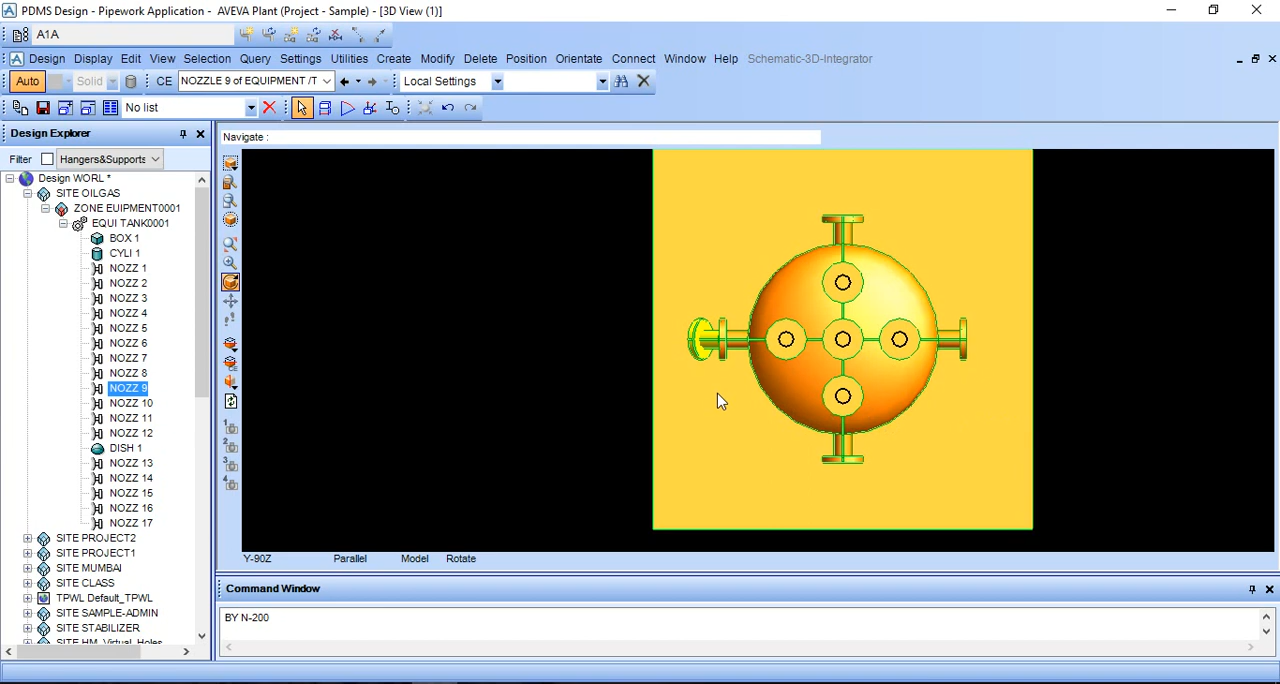 PDMS Design - Pipework Application - AVEVA Plant (Project - Sample) - [3D View (1)]
A1A
Design Display Edit View Selection Query Settings Utilities Create Modify Delete Position Orientate Connect Window Help Schematic-3D-Integrator
Auto Solid CE NOZZLE 9 of EQUIPMENT /T Local Settings
No list
Design Explorer
Navigate :
Filter Hangers&Supports
Design WORL *
SITE OILGAS
ZONE EUIPMENT0001
EQUI TANK0001
BOX 1
CYLI 1
NOZZ 1
NOZZ 2
NOZZ 3
NOZZ 4
NOZZ 5
NOZZ 6
NOZZ 7
NOZZ 8
NOZZ 9
NOZZ 10
NOZZ 11
NOZZ 12
DISH 1
NOZZ 13
NOZZ 14
NOZZ 15
NOZZ 16
NOZZ 17
SITE PROJECT2
SITE PROJECT1
SITE MUMBAI
SITE CLASS
TPWL Default_TPWL
SITE SAMPLE-ADMIN
SITE STABILIZER
SITE HM_Virtual_Holes
1
2
3
4
Y-90Z Parallel Model Rotate
Command Window
BY N-200